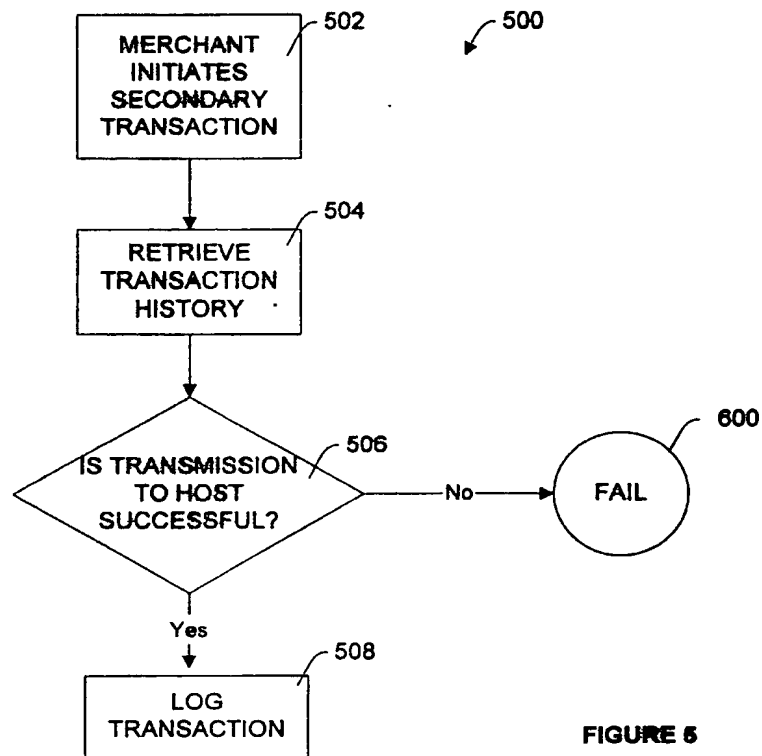 502
500
MERCHANT
INITIATES
SECONDARY
TRANSACTION
504
RETRIEVE
TRANSACTION
HISTORY
506
600
IS TRANSMISSION
TO HOST
SUCCESSFUL?
No
FAIL
Yes
508
LOG
TRANSACTION
FIGURE 5